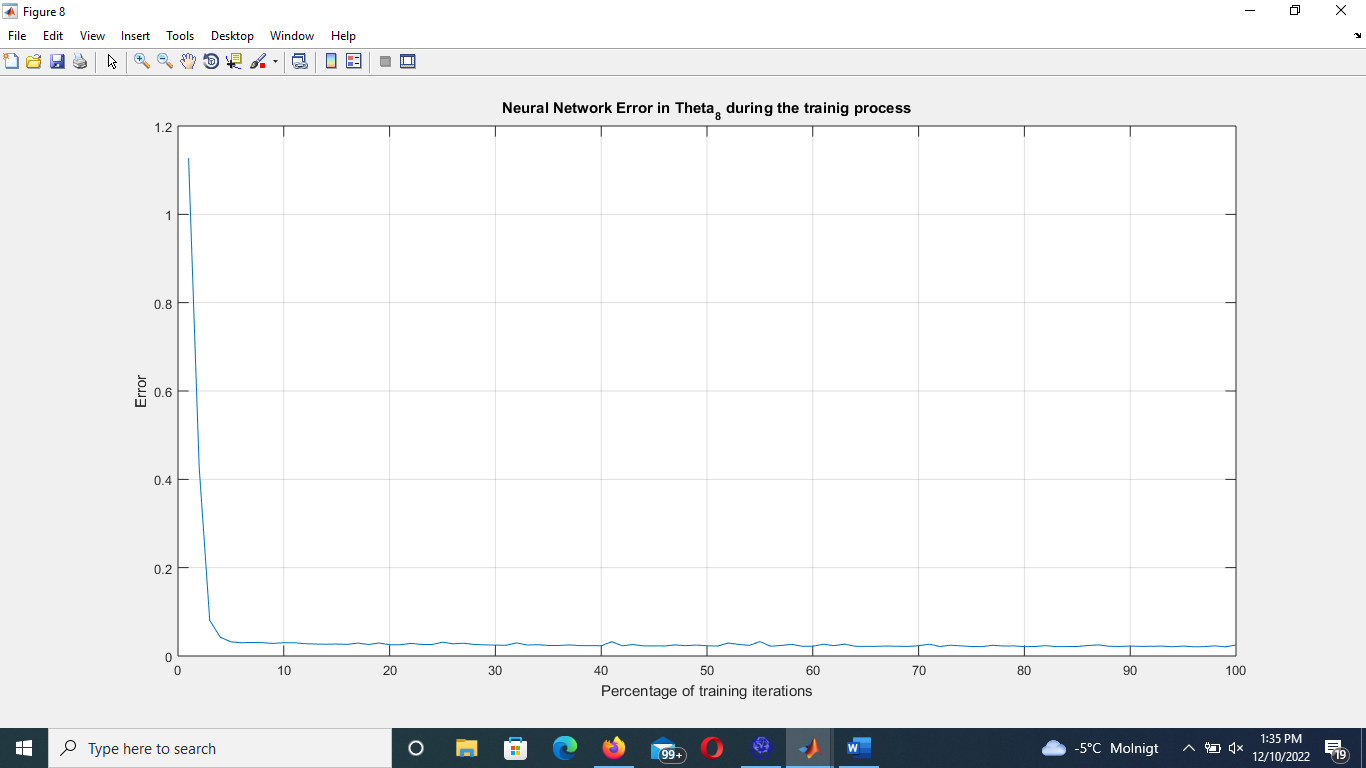 Figure 8
File Edit View Insert Tools Desktop Window Help
Neural Network Error in Theta8 during the trainig process
1.2
1
0.8
0.6
0.4
0.2
0
Error
0 10 20 30 40 50 60 70 80 90 100
Percentage of training iterations
Type here to search
99+
W
-5°C Molnigt
1:35 PM
12/10/2022
19